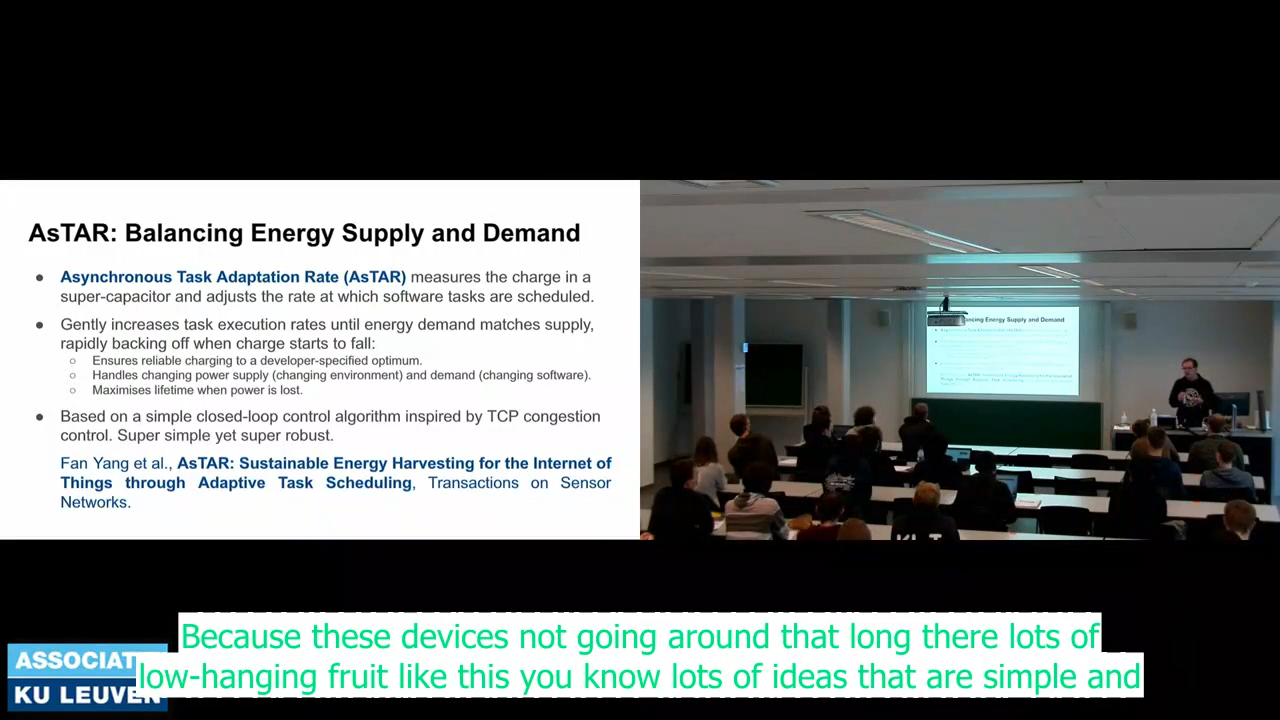 AsTAR: Balancing Energy Supply and Demand
● Asynchronous Task Adaptation Rate (AsTAR) measures the charge in a
super-capacitor and adjusts the rate at which software tasks are scheduled.
● Gently increases task execution rates until energy demand matches supply,
rapidly backing off when charge starts to fall:
○ Ensures reliable charging to a developer-specified optimum.
○ Handles changing power supply (changing environment) and demand (changing software).
○ Maximises lifetime when power is lost.
● Based on a simple closed-loop control algorithm inspired by TCP congestion
control. Super simple yet super robust.
Fan Yang et al., AsTAR: Sustainable Energy Harvesting for the Internet of
Things through Adaptive Task Scheduling, Transactions on Sensor
Networks.
Balancing Energy Supply and Demand
Because these devices not going around that long there lots of
low-hanging fruit like this you know lots of ideas that are simple and
ASSOCIAT
KU LEUVEN